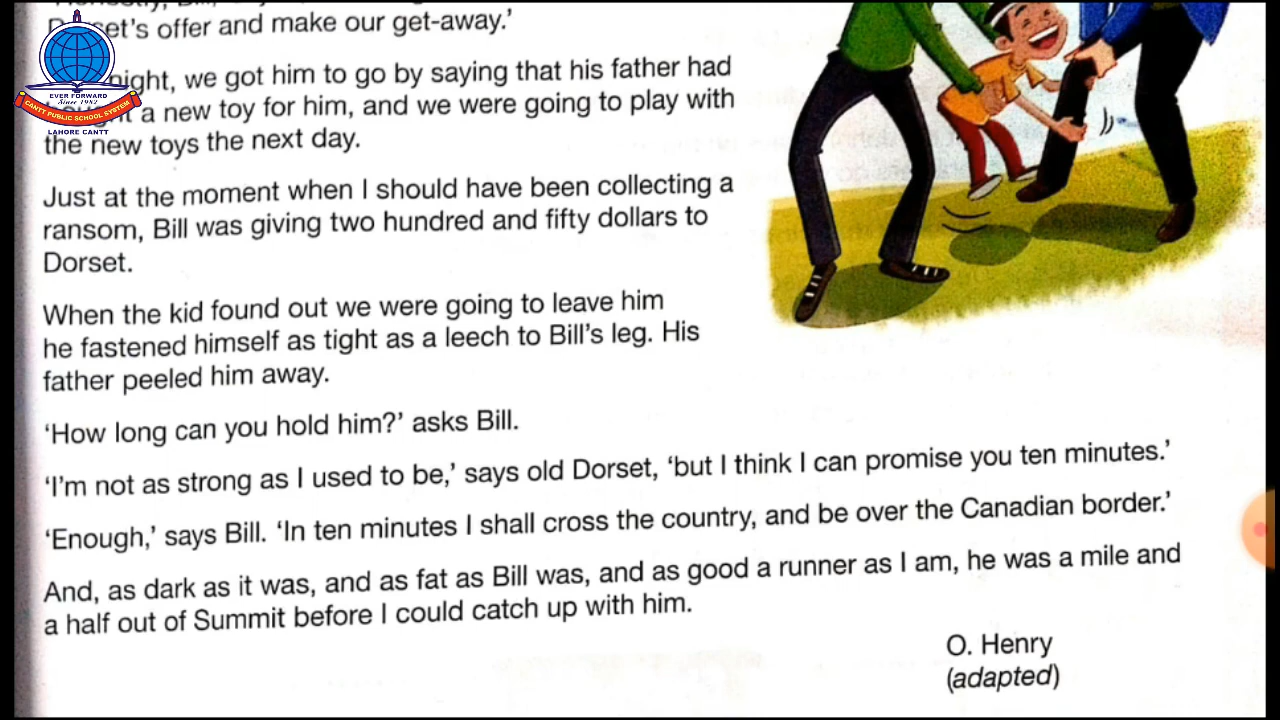 et's offer and make our get-away.'
night, we got him to go by saying that his father had
a new toy for him, and we were going to play with
the new toys the next day.
Just at the moment when I should have been collecting a
ransom, Bill was giving two hundred and fifty dollars to
Dorset.
When the kid found out we were going to leave him
he fastened himself as tight as a leech to Bill's leg. His
father peeled him away.
'How long can you hold him?' asks Bill.
'I'm not as strong as I used to be,' says old Dorset, 'but I think I can promise you ten minutes.'
'Enough,' says Bill. 'In ten minutes I shall cross the country, and be over the Canadian border.'
And, as dark as it was, and as fat as Bill was, and as good a runner as I am, he was a mile and
a half out of Summit before I could catch up with him.
O. Henry
(adapted)
EVER FORWARD
Since 1982
CANTT PUBLIC SCHOOL SYSTEM
LAHORE CANTT